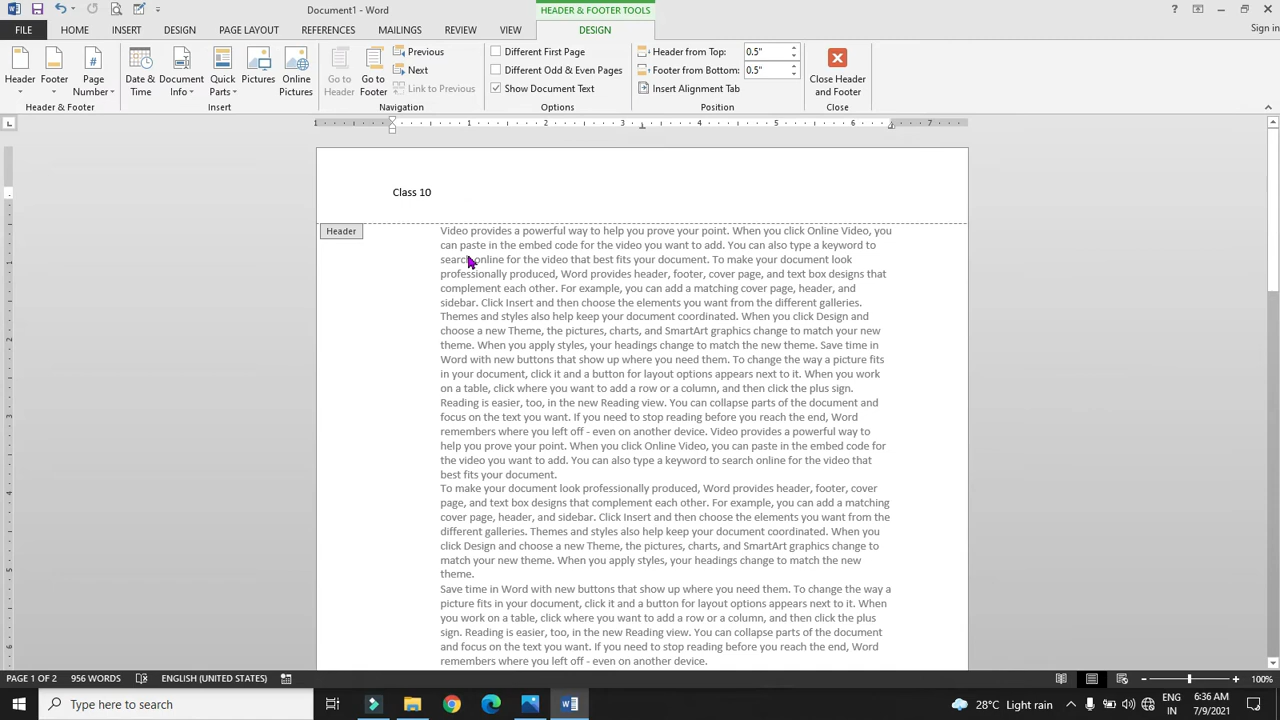 Document1 - Word
HEADER & FOOTER TOOLS
FILE HOME INSERT DESIGN PAGE LAYOUT REFERENCES MAILINGS REVIEW VIEW DESIGN Sign in
Header Footer Page Number
Header & Footer
Date & Time Document Info Quick Parts Pictures Online Pictures
Insert
Go to Header Go to Footer Previous Next Link to Previous
Navigation
Different First Page
Different Odd & Even Pages
Show Document Text
Options
Header from Top: 0.5"
Footer from Bottom: 0.5"
Insert Alignment Tab
Position
Close Header and Footer
Close
1 1 2 3 4 5 6 7
Class 10
Header
Video provides a powerful way to help you prove your point. When you click Online Video, you
can paste in the embed code for the video you want to add. You can also type a keyword to
search online for the video that best fits your document. To make your document look
professionally produced, Word provides header, footer, cover page, and text box designs that
complement each other. For example, you can add a matching cover page, header, and
sidebar. Click Insert and then choose the elements you want from the different galleries.
Themes and styles also help keep your document coordinated. When you click Design and
choose a new Theme, the pictures, charts, and SmartArt graphics change to match your new
theme. When you apply styles, your headings change to match the new theme. Save time in
Word with new buttons that show up where you need them. To change the way a picture fits
in your document, click it and a button for layout options appears next to it. When you work
on a table, click where you want to add a row or a column, and then click the plus sign.
Reading is easier, too, in the new Reading view. You can collapse parts of the document and
focus on the text you want. If you need to stop reading before you reach the end, Word
remembers where you left off - even on another device. Video provides a powerful way to
help you prove your point. When you click Online Video, you can paste in the embed code for
the video you want to add. You can also type a keyword to search online for the video that
best fits your document.
To make your document look professionally produced, Word provides header, footer, cover
page, and text box designs that complement each other. For example, you can add a matching
cover page, header, and sidebar. Click Insert and then choose the elements you want from the
different galleries. Themes and styles also help keep your document coordinated. When you
click Design and choose a new Theme, the pictures, charts, and SmartArt graphics change to
match your new theme. When you apply styles, your headings change to match the new
theme.
Save time in Word with new buttons that show up where you need them. To change the way a
picture fits in your document, click it and a button for layout options appears next to it. When
you work on a table, click where you want to add a row or a column, and then click the plus
sign. Reading is easier, too, in the new Reading view. You can collapse parts of the document
and focus on the text you want. If you need to stop reading before you reach the end, Word
remembers where you left off - even on another device.
PAGE 1 OF 2 956 WORDS ENGLISH (UNITED STATES) 100%
Type here to search 28°C Light rain ENG IN 6:36 AM 7/9/2021